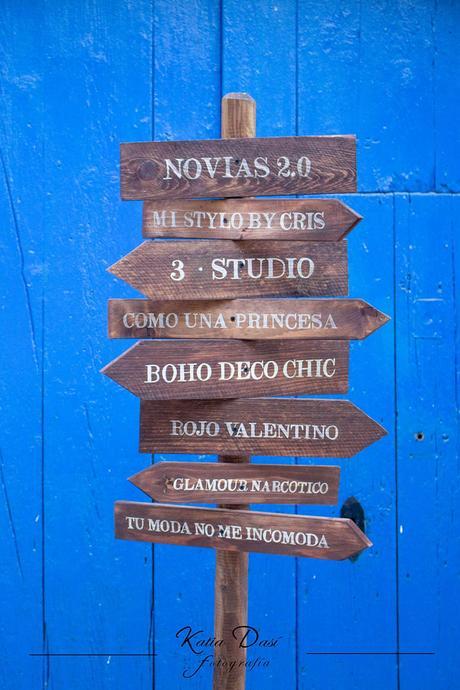 NOVIAS 2.0
MI STYLO BY CRIS
3 · STUDIO
COMO UNA PRINCESA
BOHO DECO CHIC
ROJO VALENTINO
GLAMOUR NARCOTICO
TU MODA NO ME INCOMODA
Katia Dasí
fotografía